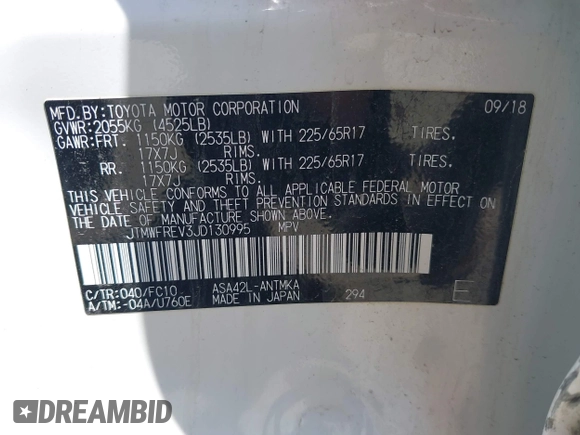 MFD.BY:TOYOTA MOTOR CORPORATION 09/18
GVWR:2055KG (4525LB)
GAWR:FRT. 1150KG (2535LB) WITH 225/65R17 TIRES.
17X7J RIMS.
RR. 1150KG (2535LB) WITH 225/65R17 TIRES.
17X7J RIMS.
THIS VEHICLE CONFORMS TO ALL APPLICABLE FEDERAL MOTOR
VEHICLE SAFETY AND THEFT PREVENTION STANDARDS IN
EFFECT ON THE DATE OF MANUFACTURE SHOWN ABOVE.
JTMWFREV3JD130995 MPV
C/TR:040/FC10 ASA42L-ANTMKA
A/TM:-04A/U760E MADE IN JAPAN 294 E
DREAMBID